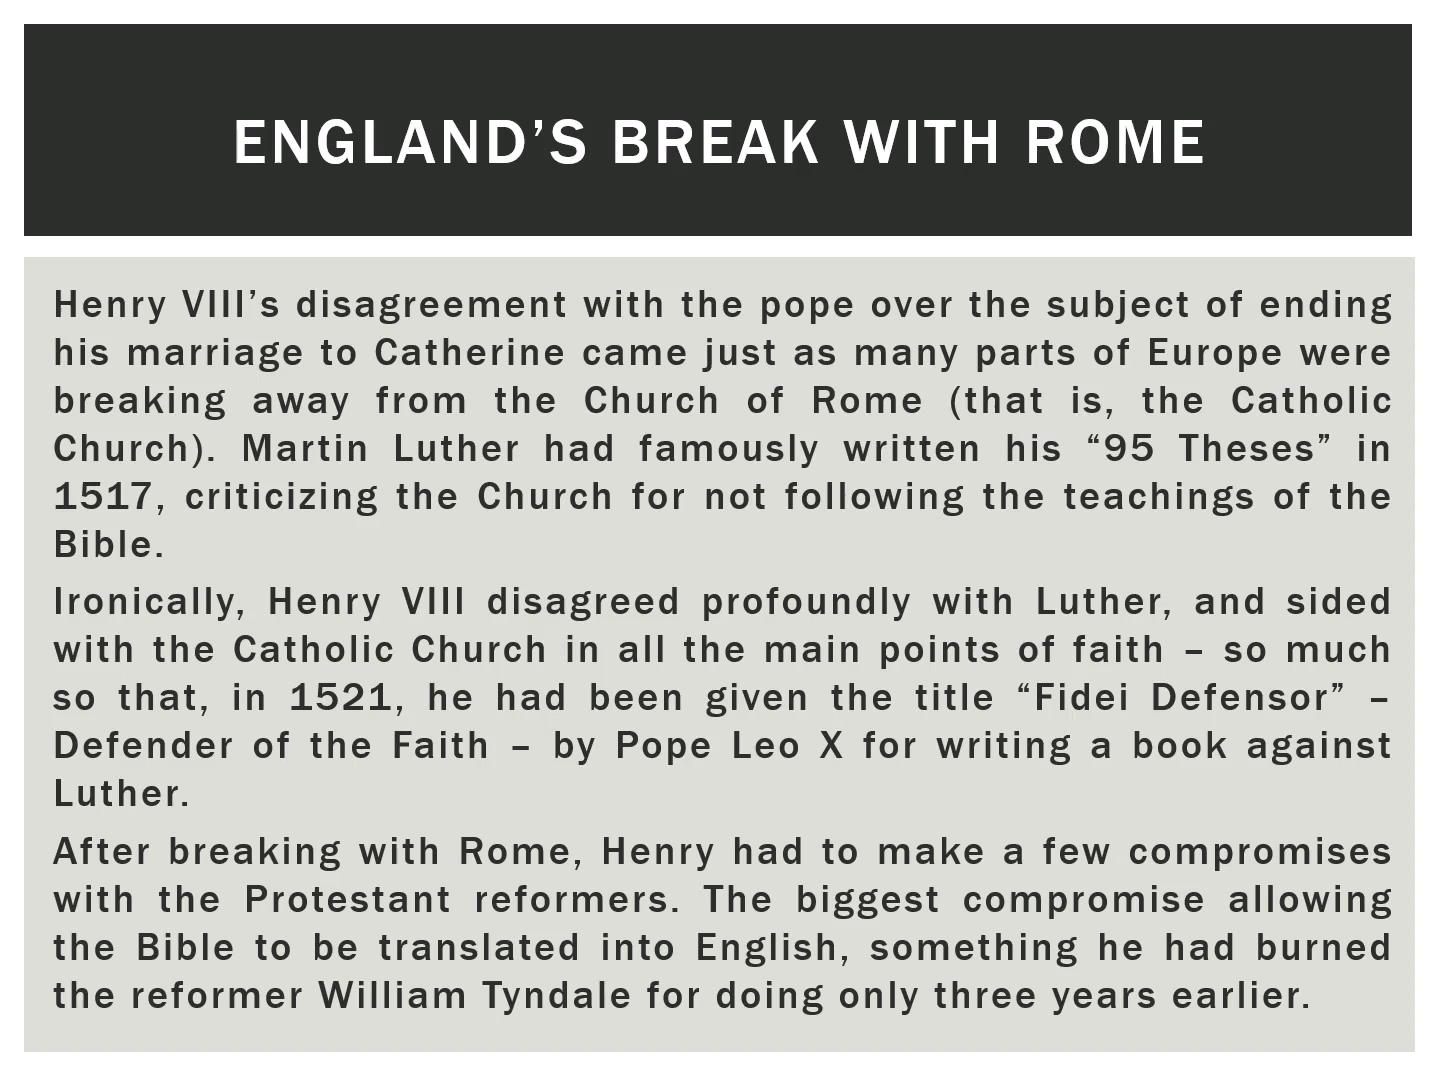 ENGLAND’S BREAK WITH ROME
Henry VIII’s disagreement with the pope over the subject of ending
his marriage to Catherine came just as many parts of Europe were
breaking away from the Church of Rome (that is, the Catholic
Church). Martin Luther had famously written his “95 Theses” in
1517, criticizing the Church for not following the teachings of the
Bible.
Ironically, Henry VIII disagreed profoundly with Luther, and sided
with the Catholic Church in all the main points of faith – so much
so that, in 1521, he had been given the title “Fidei Defensor” –
Defender of the Faith – by Pope Leo X for writing a book against
Luther.
After breaking with Rome, Henry had to make a few compromises
with the Protestant reformers. The biggest compromise allowing
the Bible to be translated into English, something he had burned
the reformer William Tyndale for doing only three years earlier.